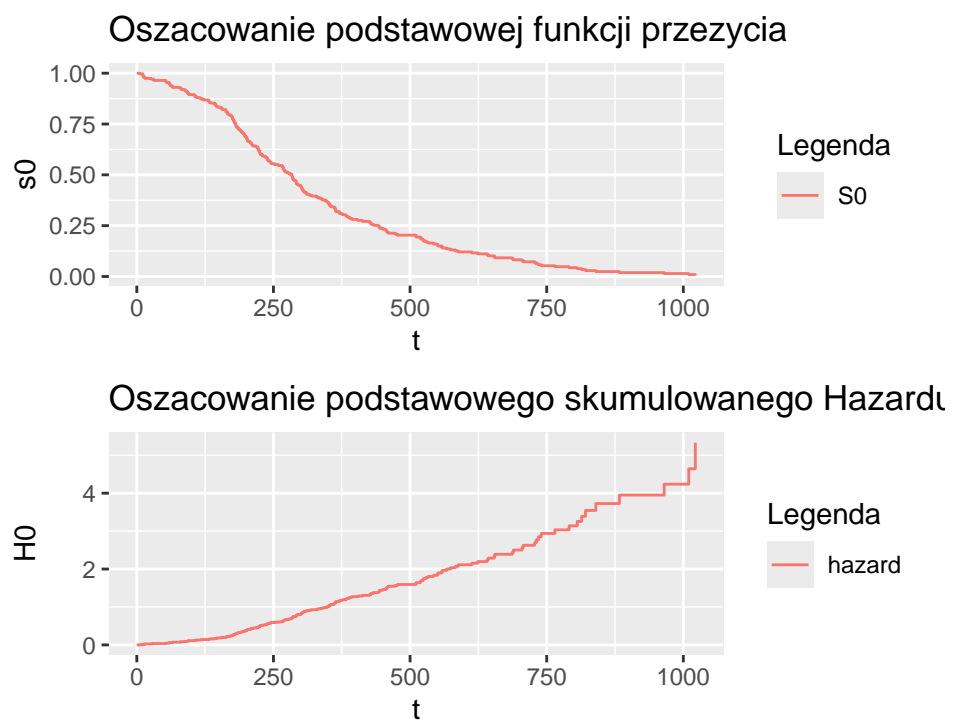 Oszacowanie podstawowej funkcji przezycia
1.00
0.75
0.50
0.25
0.00
s0
0 250 500 750 1000
t
Legenda
S0
Oszacowanie podstawowego skumulowanego Hazardu
4
2
0
H0
0 250 500 750 1000
t
Legenda
hazard